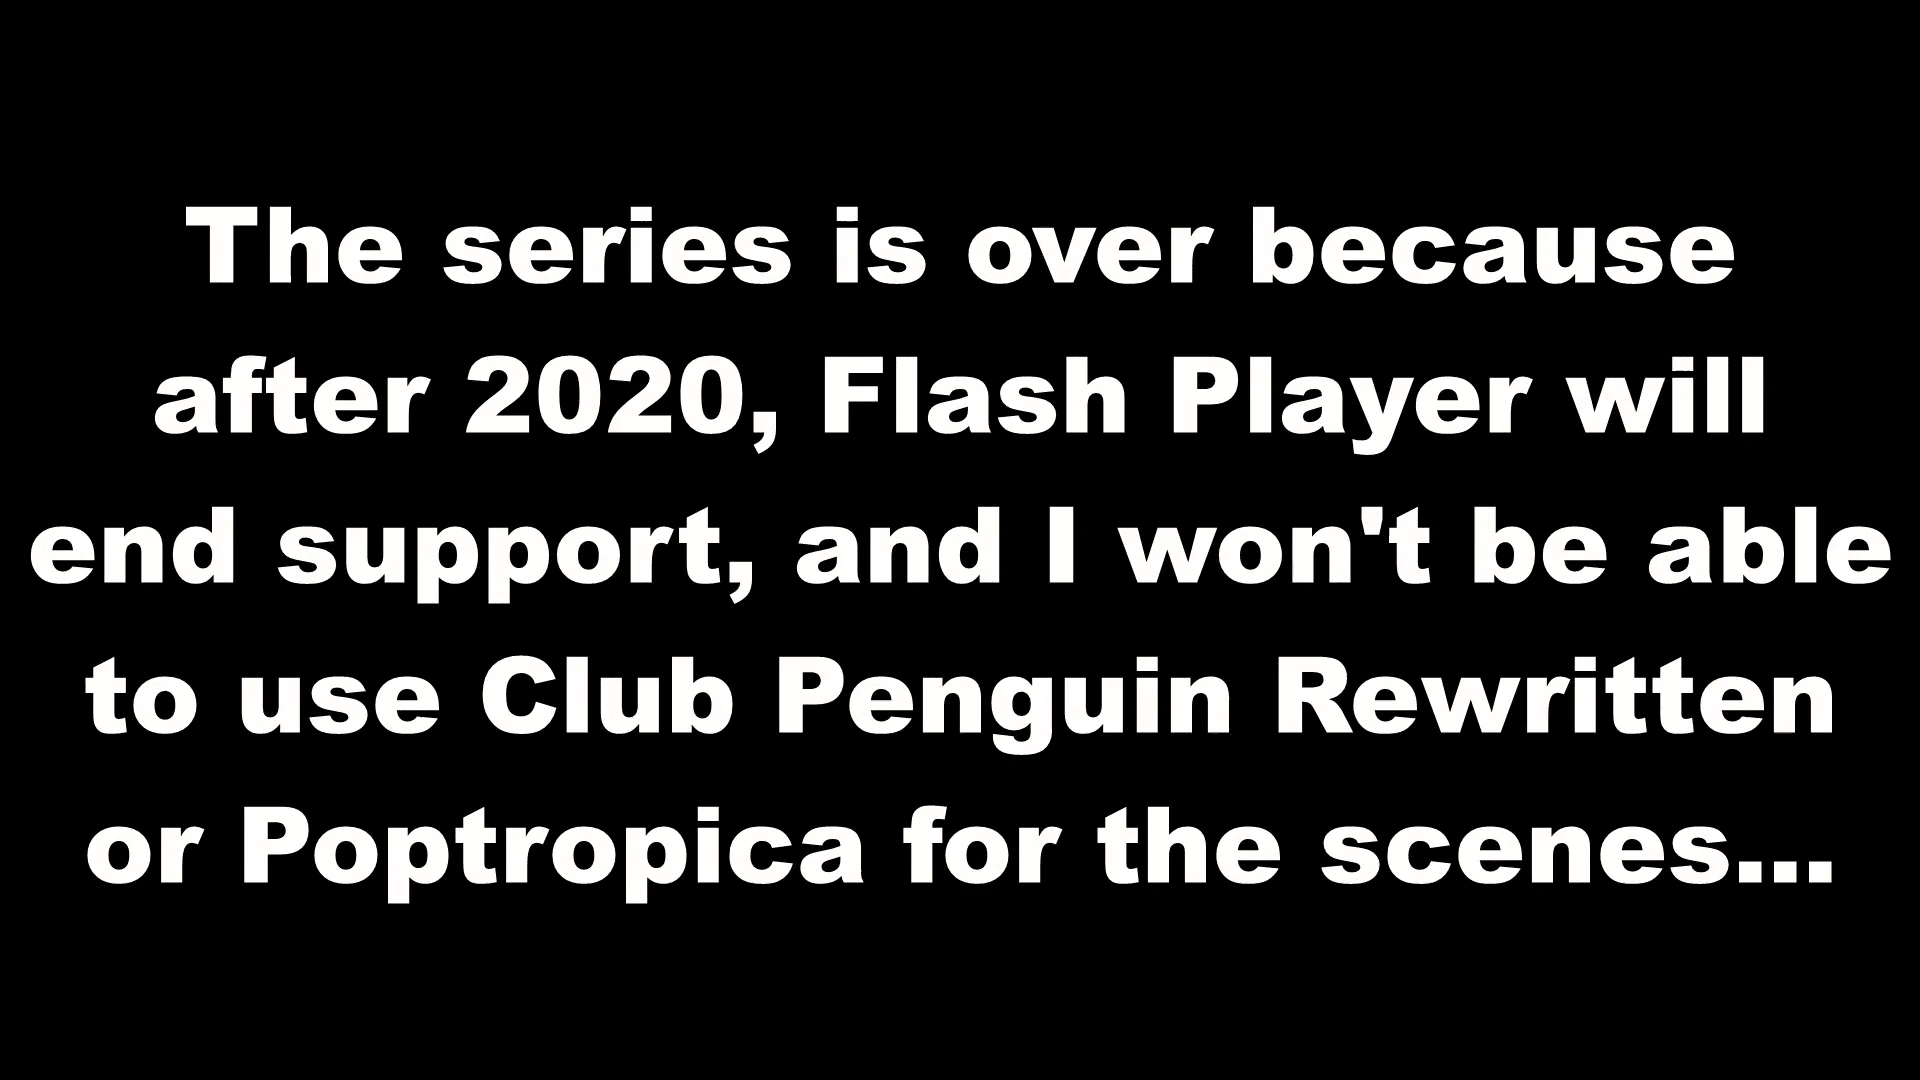 The series is over because
after 2020, Flash Player will
end support, and I won't be able
to use Club Penguin Rewritten
or Poptropica for the scenes...